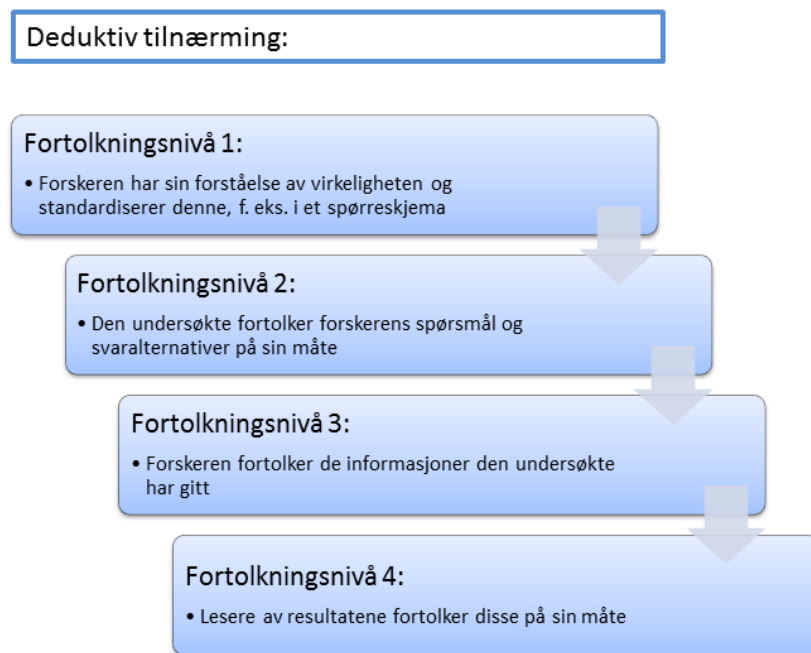 Deduktiv tilnærming:
Fortolkningsnivå 1:
• Forskeren har sin forståelse av virkeligheten og
standardiserer denne, f. eks. i et spørreskjema
Fortolkningsnivå 2:
• Den undersøkte fortolker forskerens spørsmål og
svaralternativer på sin måte
Fortolkningsnivå 3:
• Forskeren fortolker de informasjoner den undersøkte
har gitt
Fortolkningsnivå 4:
• Lesere av resultatene fortolker disse på sin måte